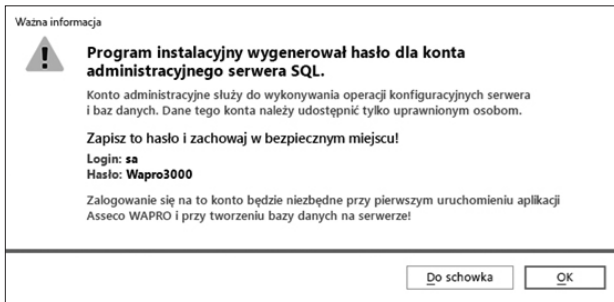 Ważna informacja
Program instalacyjny wygenerował hasło dla konta
administracyjnego serwera SQL.
Konto administracyjne służy do wykonywania operacji konfiguracyjnych serwera
i baz danych. Dane tego konta należy udostępnić tylko uprawnionym osobom.
Zapisz to hasło i zachowaj w bezpiecznym miejscu!
Login: sa
Hasło: Wapro3000
Zalogowanie się na to konto będzie niezbędne przy pierwszym uruchomieniu aplikacji
Asseco WAPRO i przy tworzeniu bazy danych na serwerze!
Do schowka
OK